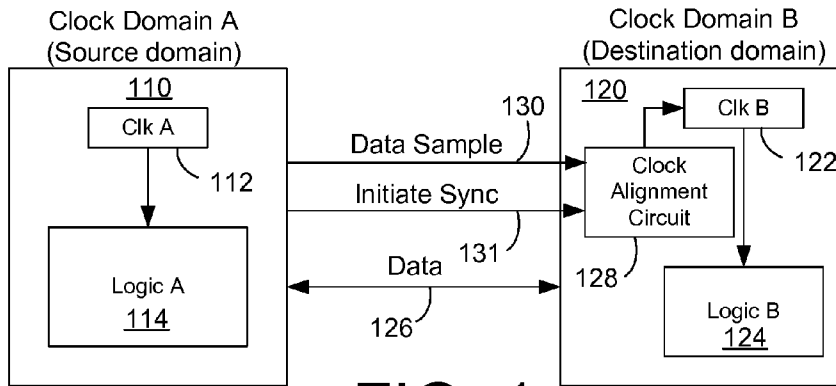 Clock Domain A
(Source domain)
110
Clk A
112
Logic A
114
Data Sample
130
Initiate Sync
131
Data
126
Clock Domain B
(Destination domain)
120
Clk B
122
Clock
Alignment
Circuit
128
Logic B
124